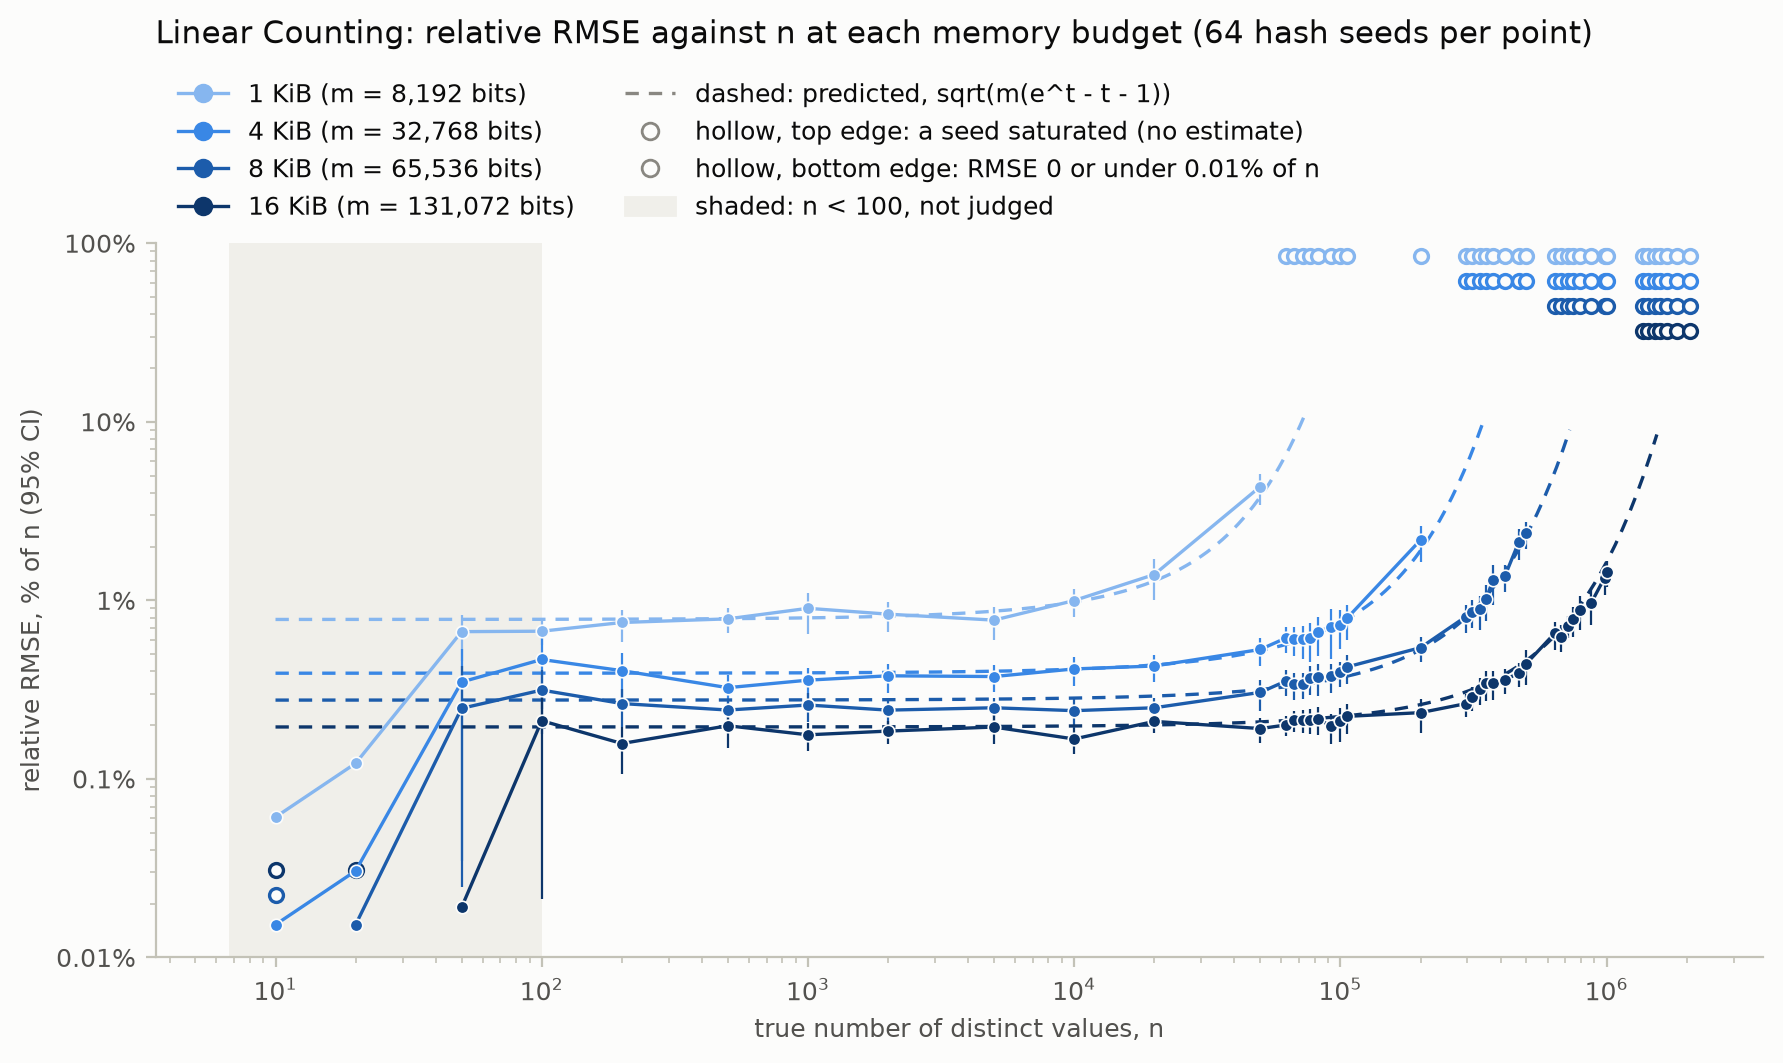 Linear Counting: relative RMSE against n at each memory budget (64 hash seeds per point)
1 KiB (m = 8,192 bits)
4 KiB (m = 32,768 bits)
8 KiB (m = 65,536 bits)
16 KiB (m = 131,072 bits)
dashed: predicted, sqrt(m(e^t - t - 1))
hollow, top edge: a seed saturated (no estimate)
hollow, bottom edge: RMSE 0 or under 0.01% of n
shaded: n < 100, not judged
100%
10%
1%
0.1%
0.01%
relative RMSE, % of n (95% CI)
10¹
10²
10³
10⁴
10⁵
10⁶
true number of distinct values, n